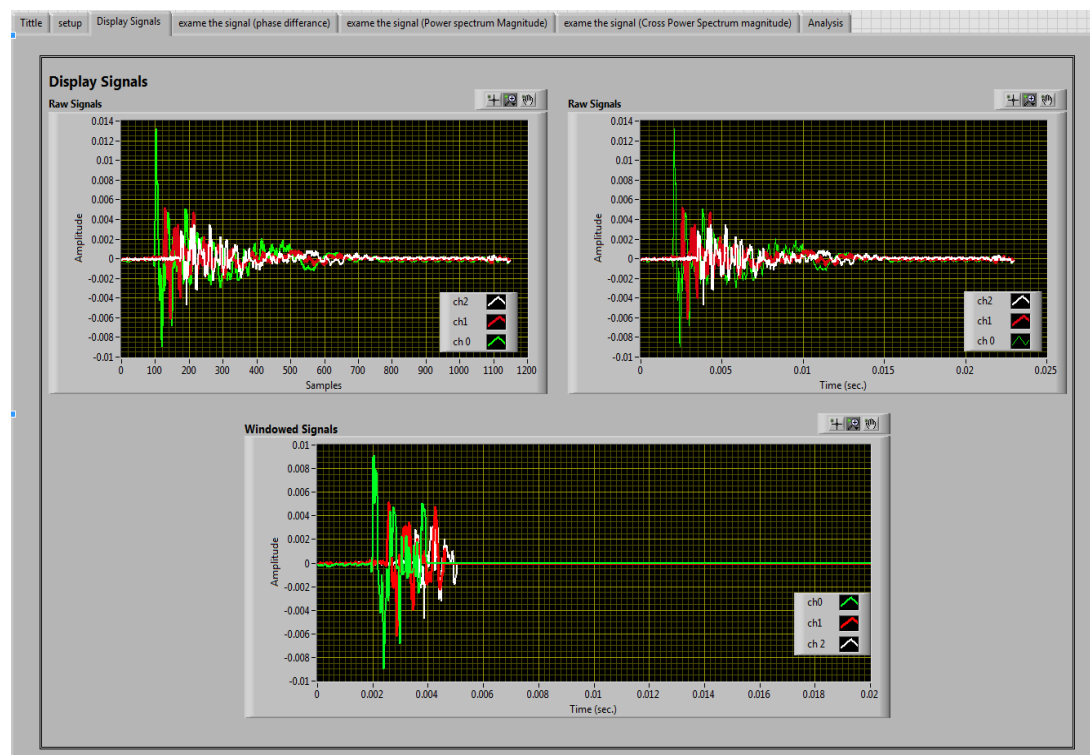 Tittle setup Display Signals exame the signal (phase differance) exame the signal (Power spectrum Magnitude) exame the signal (Cross Power Spectrum magnitude) Analysis
Display Signals
Raw Signals
0.014
0.012
0.01
0.008
0.006
0.004
0.002
0
-0.002
-0.004
-0.006
-0.008
-0.01
Amplitude
0 100 200 300 400 500 600 700 800 900 1000 1100 1200
Samples
ch2
ch1
ch 0
Raw Signals
0.014
0.012
0.01
0.008
0.006
0.004
0.002
0
-0.002
-0.004
-0.006
-0.008
-0.01
Amplitude
0 0.005 0.01 0.015 0.02 0.025
Time (sec.)
ch2
ch1
ch 0
Windowed Signals
0.01
0.008
0.006
0.004
0.002
0
-0.002
-0.004
-0.006
-0.008
-0.01
Amplitude
0 0.002 0.004 0.006 0.008 0.01 0.012 0.014 0.016 0.018 0.02
Time (sec.)
ch0
ch1
ch 2